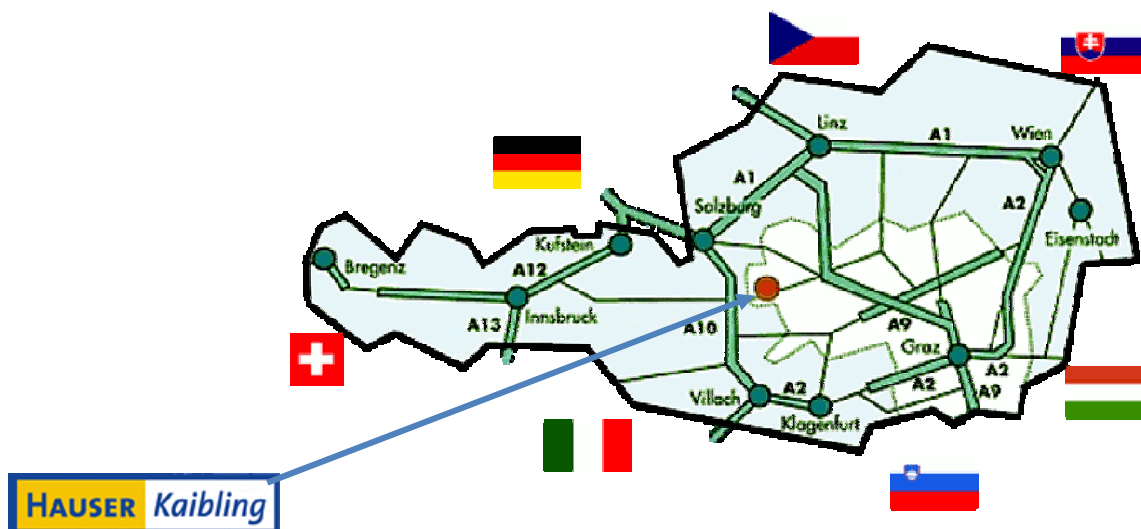 Linz
A1
Wien
A1
Salzburg
A2
Kufstein
Eisenstadt
Bregenz
A12
A13
Innsbruck
A10
A9
Graz
A2
A2
A2
A9
Villach
Klagenfurt
HAUSER Kaibling